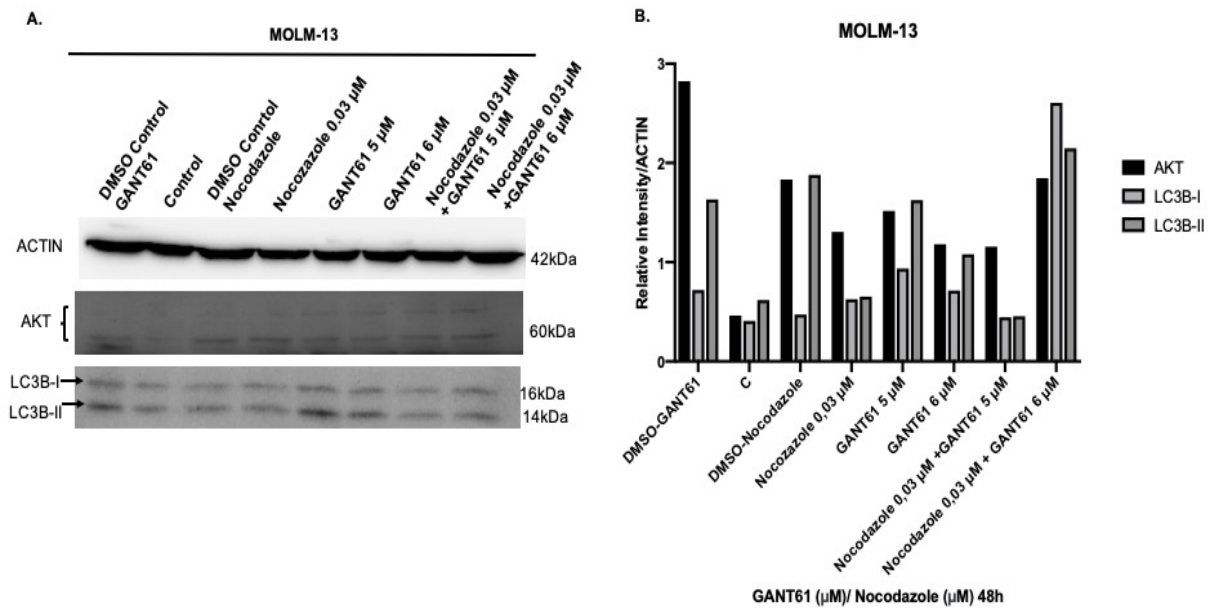 A.
MOLM-13
DMSO Control
GANT61
Control
DMSO Conrtol
Nocodazole
Nocozazole 0.03 µM
GANT61 5 µM
GANT61 6 µM
Nocodazole 0.03 µM
+ GANT61 5 µM
Nocodazole 0.03 µM
+GANT61 6 µM
ACTIN
42kDa
AKT
60kDa
LC3B-I
16kDa
LC3B-II
14kDa
B.
MOLM-13
Relative Intensity/ACTIN
3
2
1
0
AKT
LC3B-I
LC3B-II
DMSO-GANT61
C
DMSO-Nocodazole
Nocozazole 0,03 µM
GANT61 5 µM
GANT61 6 µM
Nocodazole 0,03 µM +GANT61 5 µM
Nocodazole 0,03 µM + GANT61 6 µM
GANT61 (µM)/ Nocodazole (µM) 48h